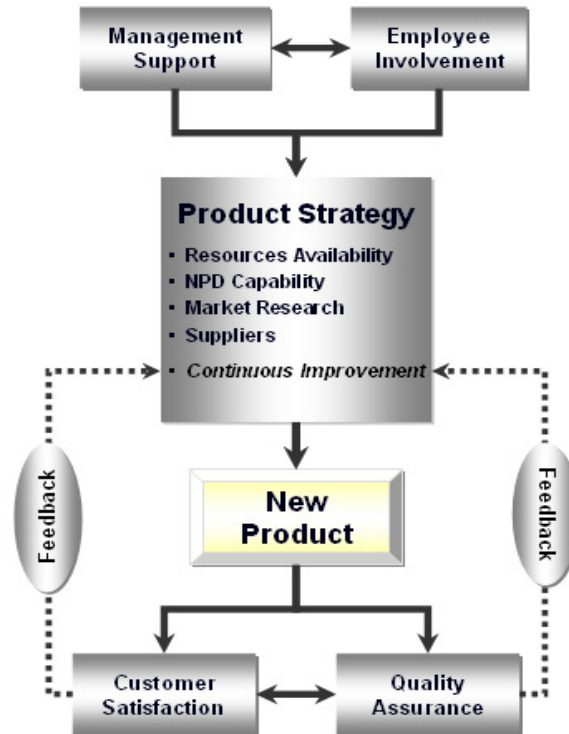 Management
Support
Employee
Involvement
Product Strategy
▪ Resources Availability
▪ NPD Capability
▪ Market Research
▪ Suppliers
▪ Continuous Improvement
Feedback
Feedback
New
Product
Customer
Satisfaction
Quality
Assurance